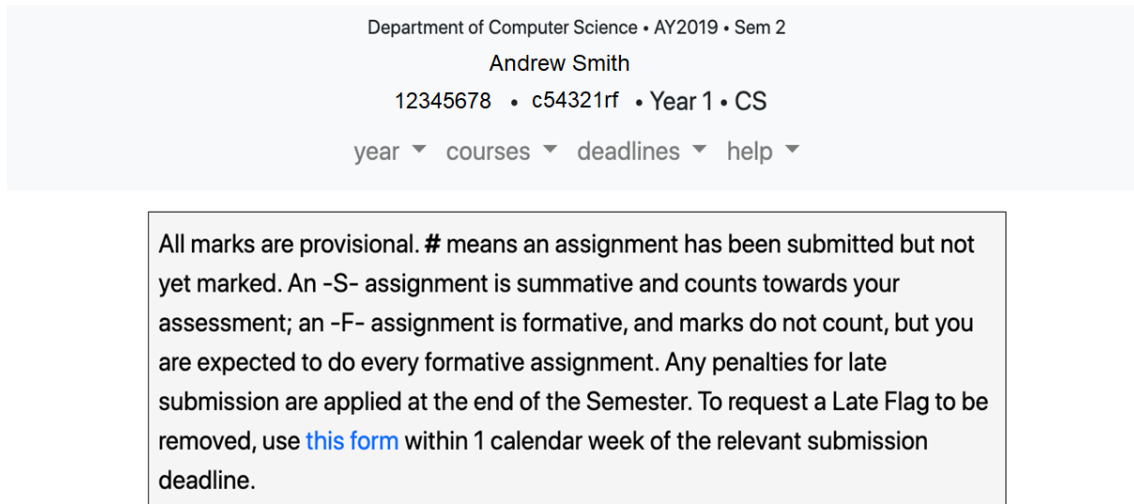 Department of Computer Science • AY2019 • Sem 2
Andrew Smith
12345678 • c54321rf • Year 1 • CS
year courses deadlines help
All marks are provisional. # means an assignment has been submitted but not
yet marked. An -S- assignment is summative and counts towards your
assessment; an -F- assignment is formative, and marks do not count, but you
are expected to do every formative assignment. Any penalties for late
submission are applied at the end of the Semester. To request a Late Flag to be
removed, use this form within 1 calendar week of the relevant submission
deadline.